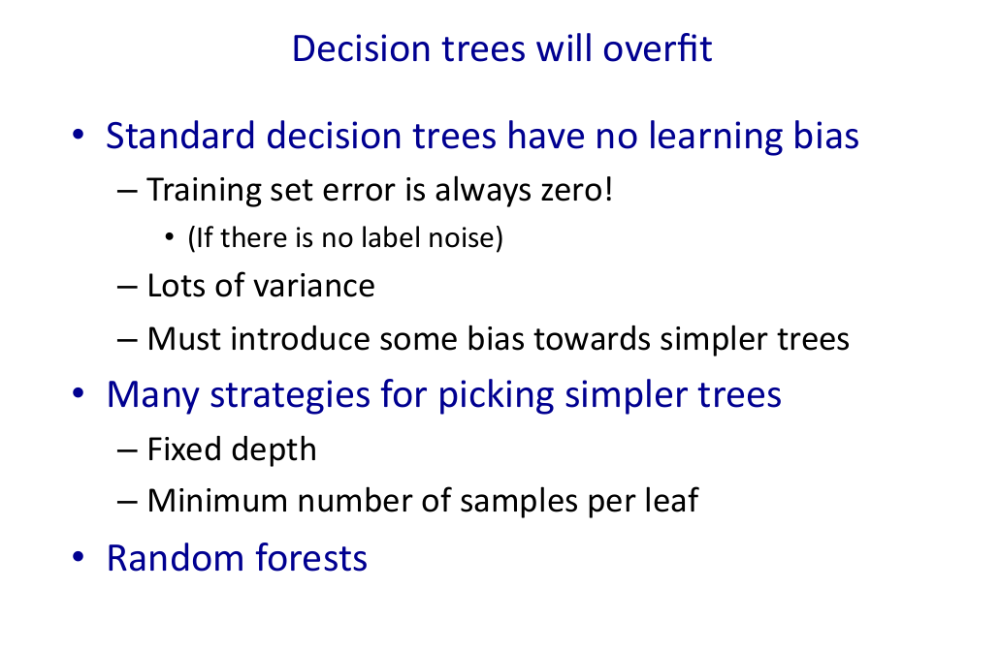 Decision trees will overfit
• Standard decision trees have no learning bias
– Training set error is always zero!
• (If there is no label noise)
– Lots of variance
– Must introduce some bias towards simpler trees
• Many strategies for picking simpler trees
– Fixed depth
– Minimum number of samples per leaf
• Random forests